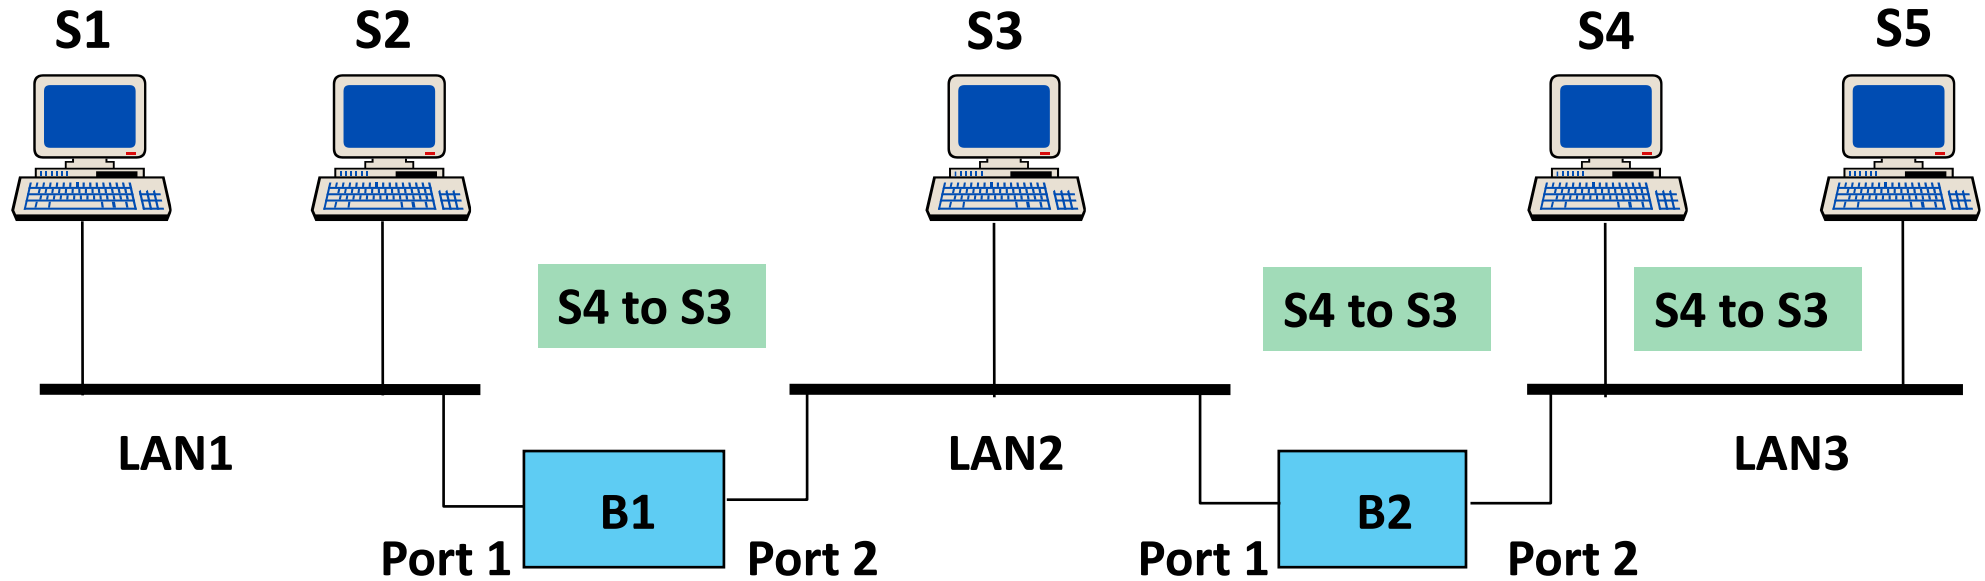 S1
S2
S3
S4
S5
S4 to S3
S4 to S3
S4 to S3
LAN1
LAN2
LAN3
B1
B2
Port 1
Port 2
Port 1
Port 2